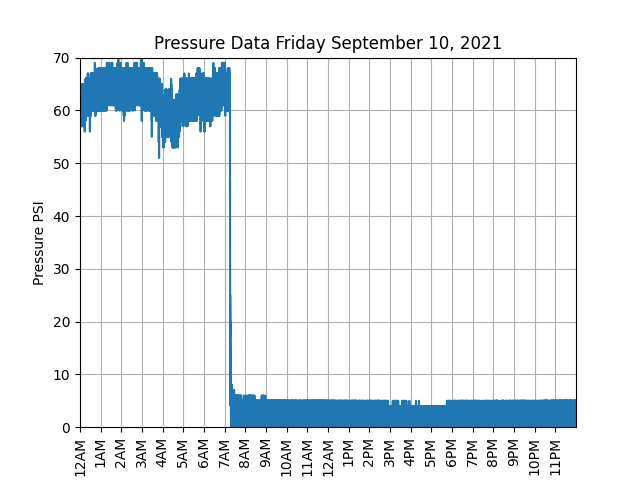 Pressure Data Friday September 10, 2021
Pressure PSI
70
60
50
40
30
20
10
0
12AM
1AM
2AM
3AM
4AM
5AM
6AM
7AM
8AM
9AM
10AM
11AM
12AM
1PM
2PM
3PM
4PM
5PM
6PM
7PM
8PM
9PM
10PM
11PM